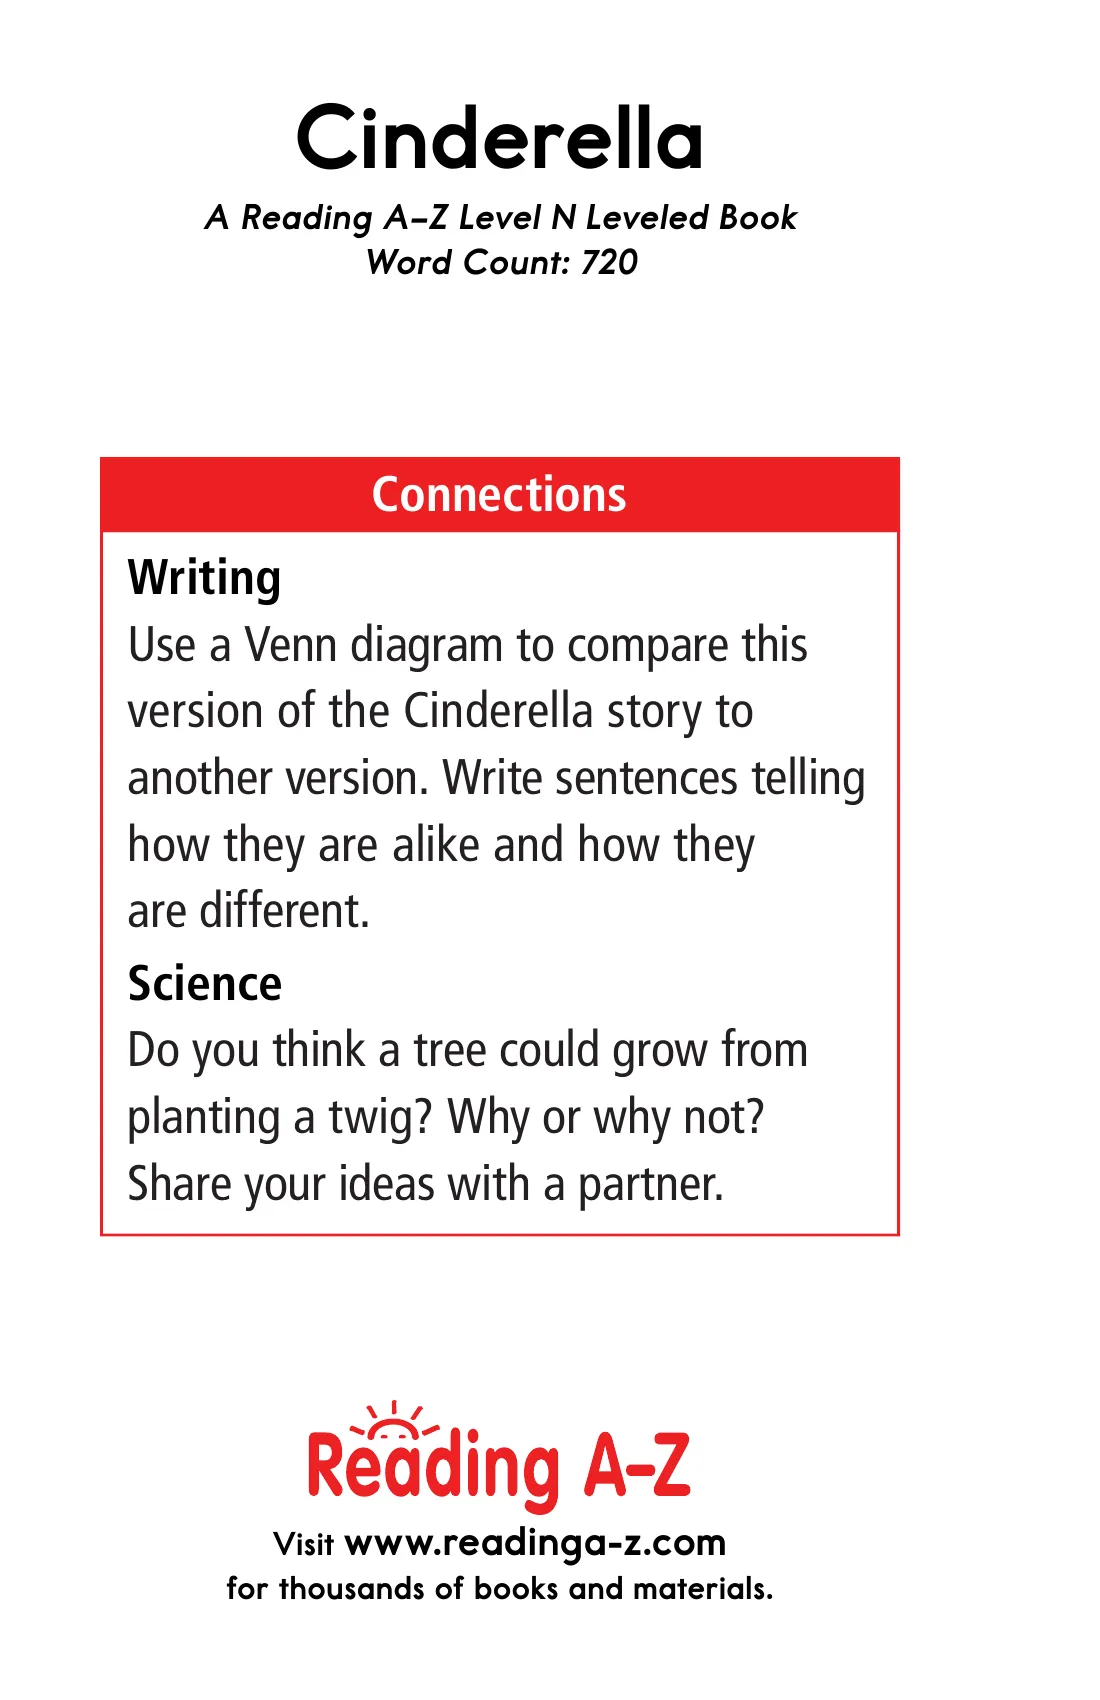 Cinderella
A Reading A–Z Level N Leveled Book
Word Count: 720
Connections
Writing
Use a Venn diagram to compare this
version of the Cinderella story to
another version. Write sentences telling
how they are alike and how they
are different.
Science
Do you think a tree could grow from
planting a twig? Why or why not?
Share your ideas with a partner.
Reading A–Z
Visit www.readinga-z.com
for thousands of books and materials.